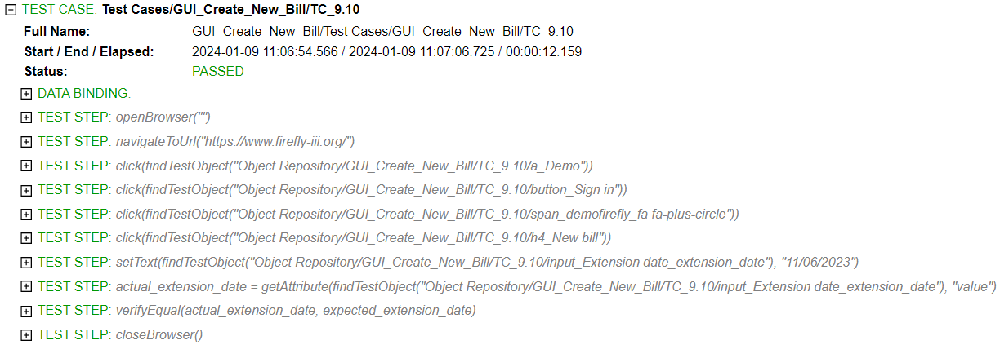 TEST CASE: Test Cases/GUI_Create_New_Bill/TC_9.10
Full Name: GUI_Create_New_Bill/Test Cases/GUI_Create_New_Bill/TC_9.10
Start / End / Elapsed: 2024-01-09 11:06:54.566 / 2024-01-09 11:07:06.725 / 00:00:12.159
Status: PASSED
DATA BINDING:
TEST STEP: openBrowser("")
TEST STEP: navigateToUrl("https://www.firefly-iii.org/")
TEST STEP: click(findTestObject("Object Repository/GUI_Create_New_Bill/TC_9.10/a_Demo"))
TEST STEP: click(findTestObject("Object Repository/GUI_Create_New_Bill/TC_9.10/button_Sign in"))
TEST STEP: click(findTestObject("Object Repository/GUI_Create_New_Bill/TC_9.10/span_demofirefly_fa fa-plus-circle"))
TEST STEP: click(findTestObject("Object Repository/GUI_Create_New_Bill/TC_9.10/h4_New bill"))
TEST STEP: setText(findTestObject("Object Repository/GUI_Create_New_Bill/TC_9.10/input_Extension date_extension_date"), "11/06/2023")
TEST STEP: actual_extension_date = getAttribute(findTestObject("Object Repository/GUI_Create_New_Bill/TC_9.10/input_Extension date_extension_date"), "value")
TEST STEP: verifyEqual(actual_extension_date, expected_extension_date)
TEST STEP: closeBrowser()